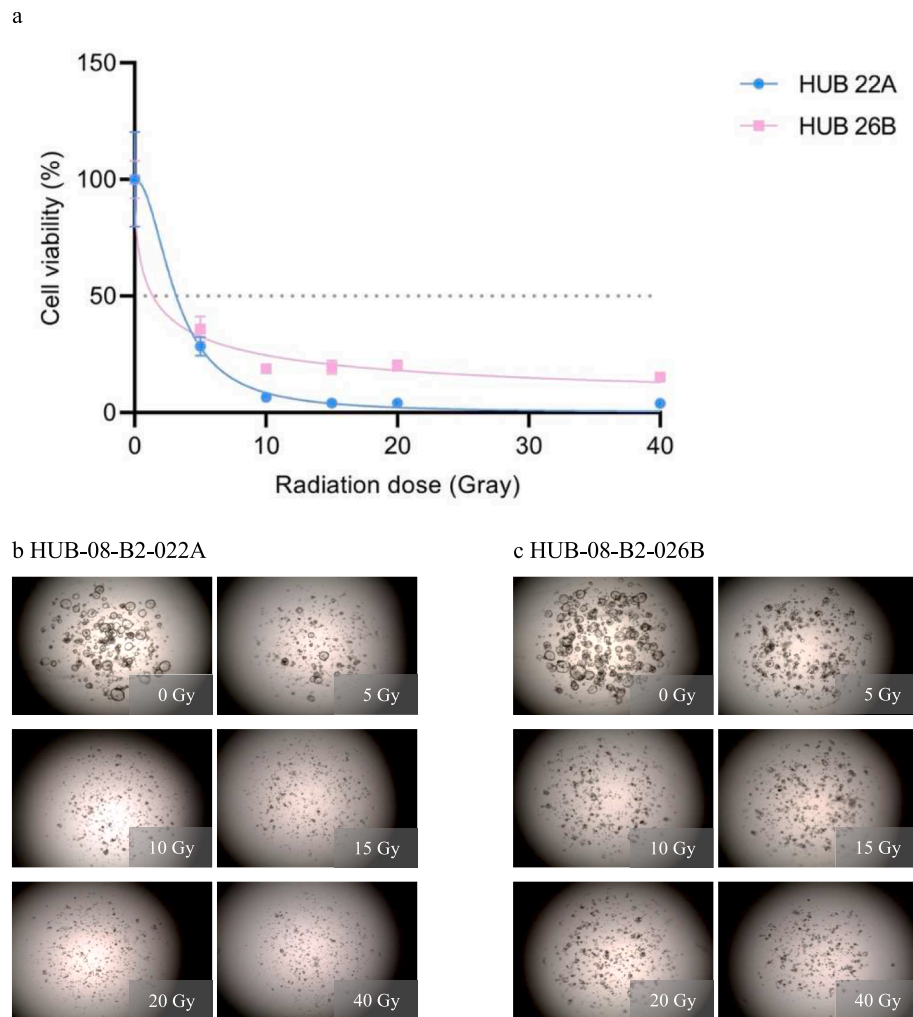 a
150
100
50
0
Cell viability (%)
0 10 20 30 40
Radiation dose (Gray)
HUB 22A
HUB 26B
b HUB-08-B2-022A
0 Gy 5 Gy
10 Gy 15 Gy
20 Gy 40 Gy
c HUB-08-B2-026B
0 Gy 5 Gy
10 Gy 15 Gy
20 Gy 40 Gy